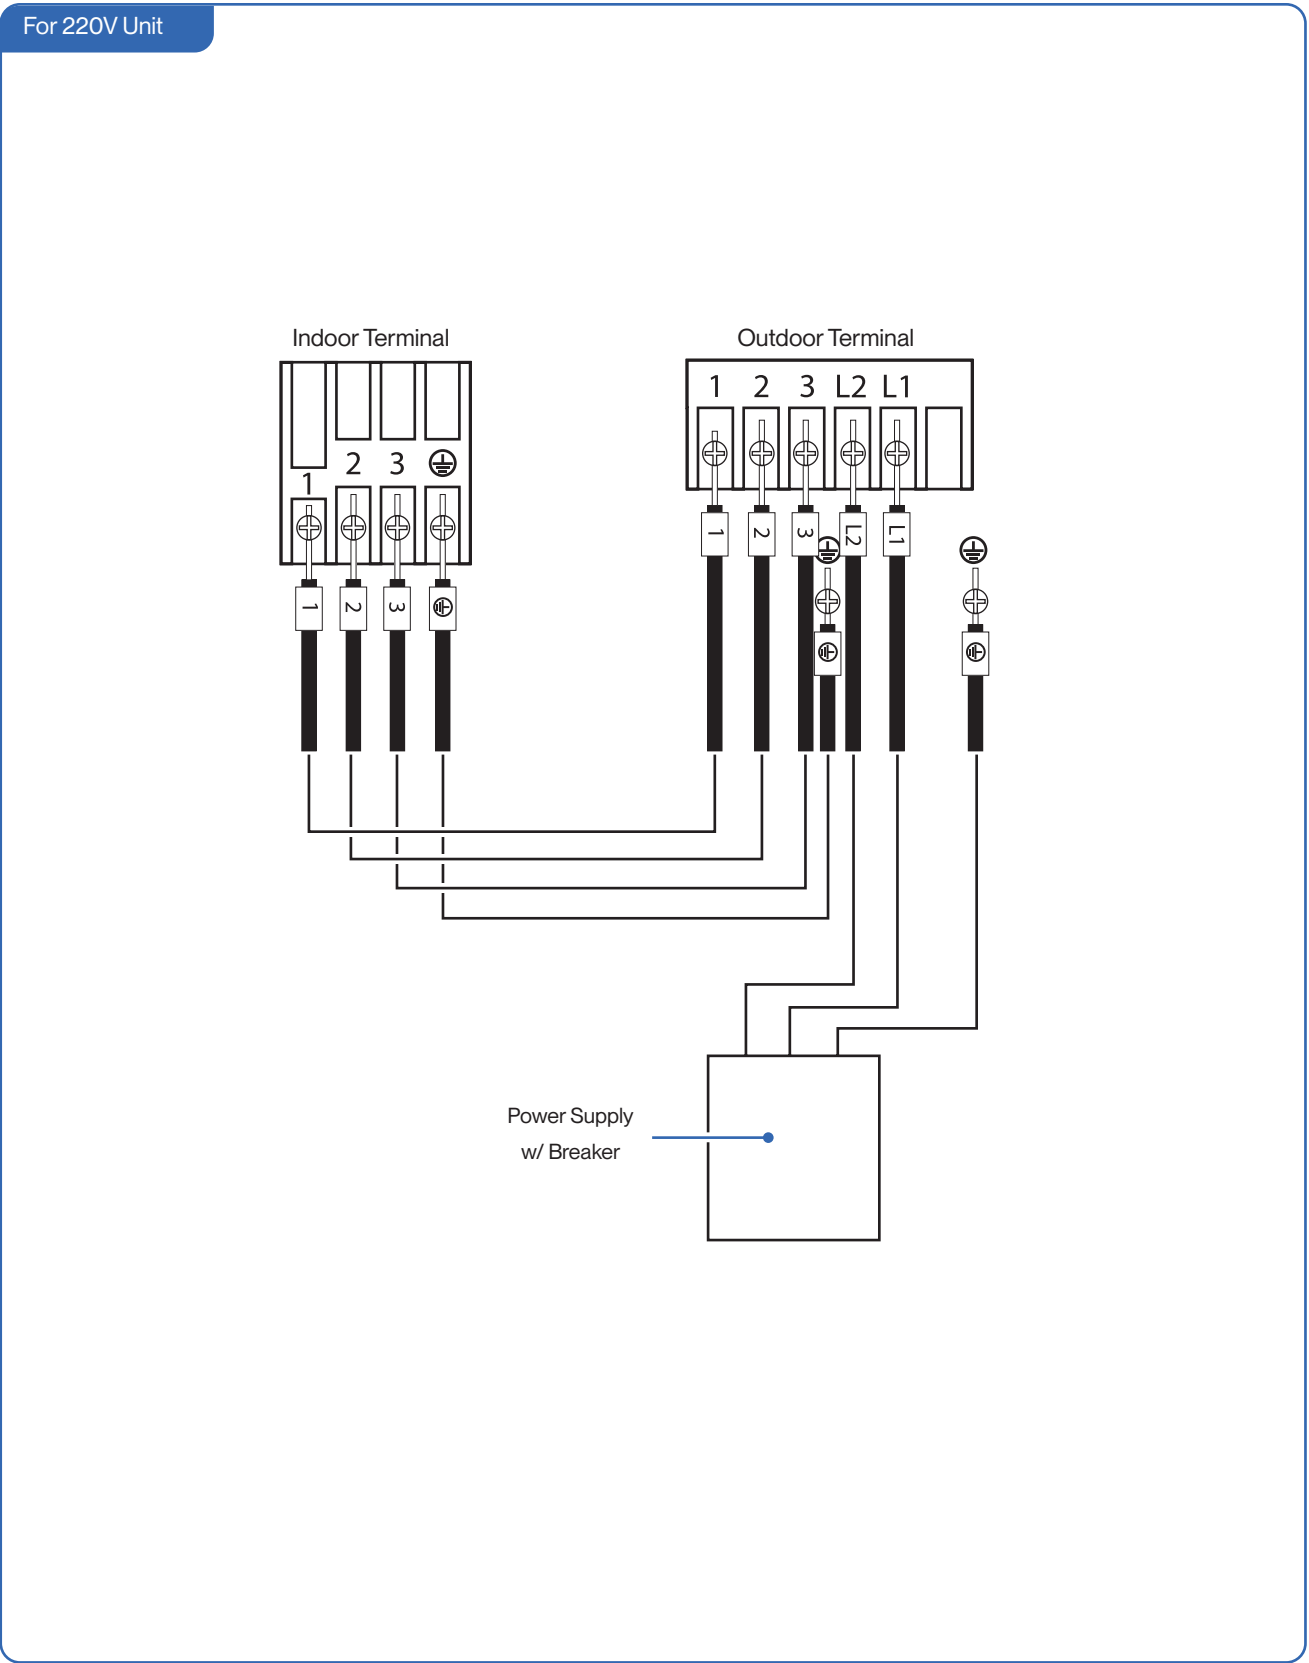 For 220V Unit
Indoor Terminal
Outdoor Terminal
1 2 3 L2 L1
2 3
1
1 2 3 L2 L1
1 2 3
Power Supply
w/ Breaker